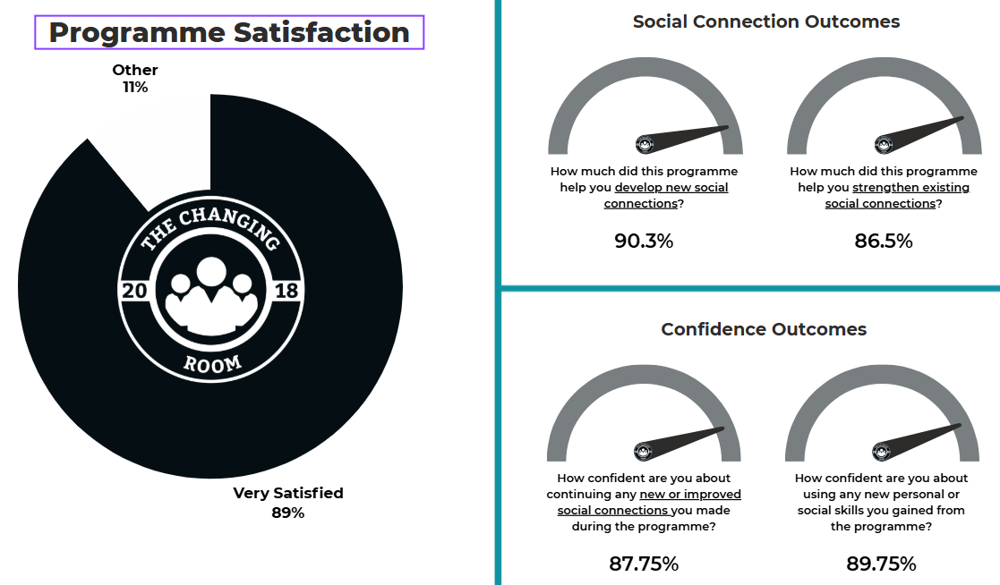 Programme Satisfaction
Other
11%
THE CHANGING
20 18
ROOM
Very Satisfied
89%
Social Connection Outcomes
How much did this programme
help you develop new social
connections?
90.3%
How much did this programme
help you strengthen existing
social connections?
86.5%
Confidence Outcomes
How confident are you about
continuing any new or improved
social connections you made
during the programme?
87.75%
How confident are you about
using any new personal or
social skills you gained from
the programme?
89.75%